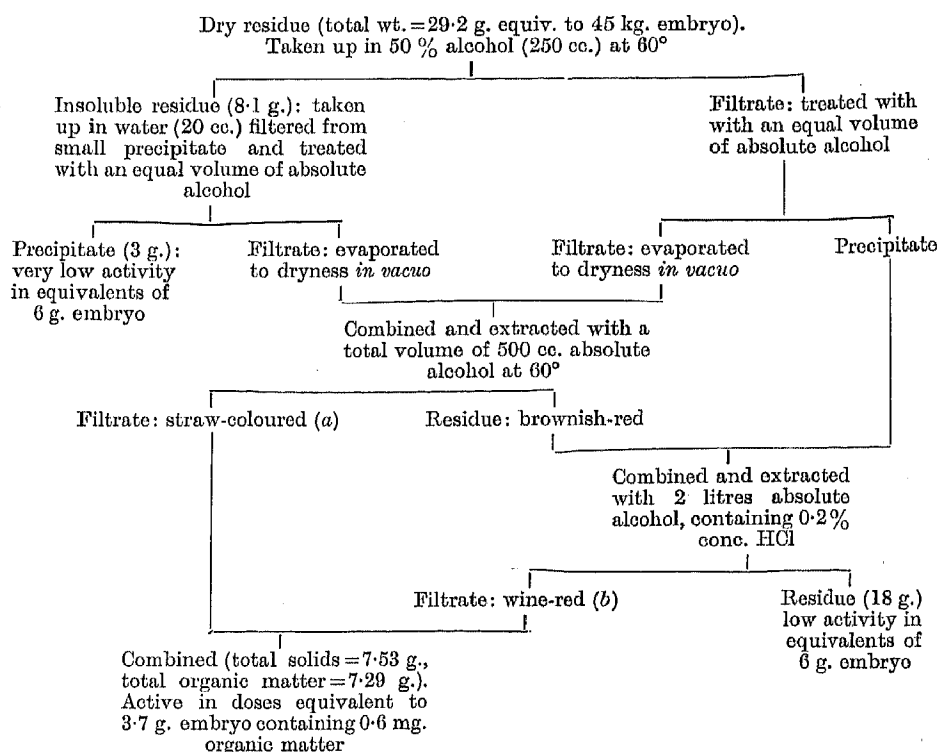 Dry residue (total wt.=29·2 g. equiv. to 45 kg. embryo).
Taken up in 50 % alcohol (250 cc.) at 60°
Insoluble residue (8·1 g.): taken
up in water (20 cc.) filtered from
small precipitate and treated
with an equal volume of absolute
alcohol
Filtrate: treated with
with an equal volume
of absolute alcohol
Precipitate (3 g.):
very low activity
in equivalents of
6 g. embryo
Filtrate: evaporated
to dryness in vacuo
Filtrate: evaporated
to dryness in vacuo
Precipitate
Combined and extracted with a
total volume of 500 cc. absolute
alcohol at 60°
Filtrate: straw-coloured (a)
Residue: brownish-red
Combined and extracted
with 2 litres absolute
alcohol, containing 0·2%
conc. HCl
Filtrate: wine-red (b)
Residue (18 g.)
low activity in
equivalents of
6 g. embryo
Combined (total solids=7·53 g.,
total organic matter=7·29 g.).
Active in doses equivalent to
3·7 g. embryo containing 0·6 mg.
organic matter